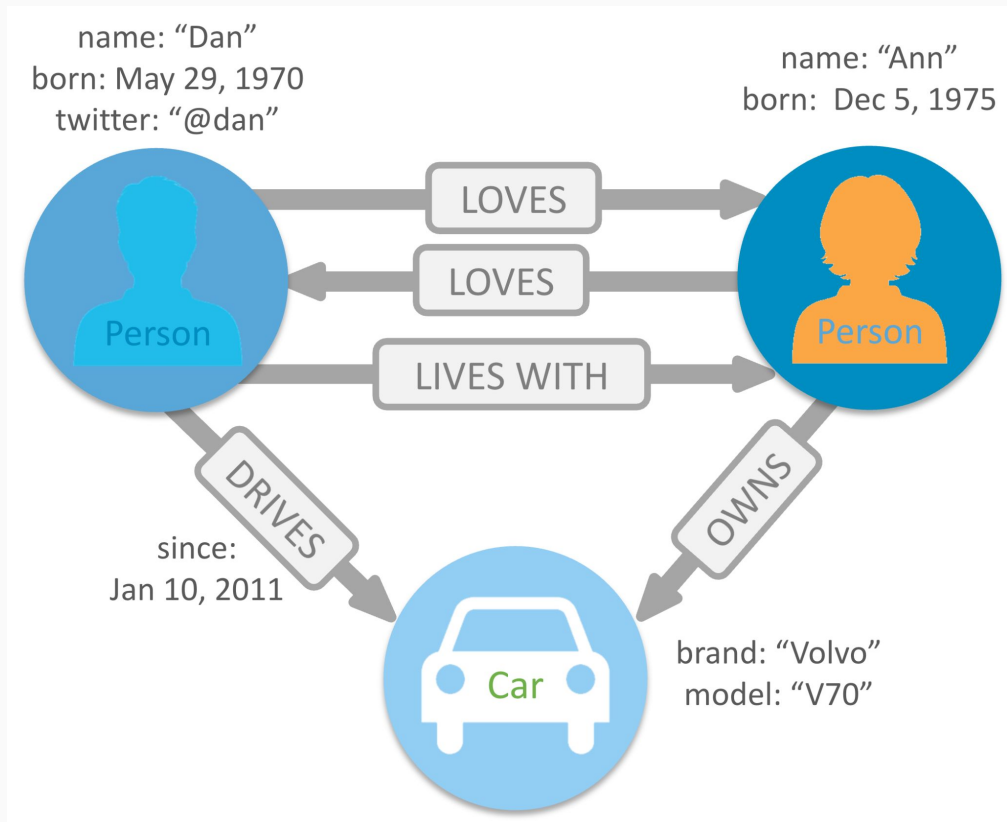 name: “Dan”
born: May 29, 1970
twitter: “@dan”
name: “Ann”
born:  Dec 5, 1975
LOVES
LOVES
Person
Person
LIVES WITH
DRIVES
OWNS
since:
Jan 10, 2011
Car
brand: “Volvo”
model: “V70”